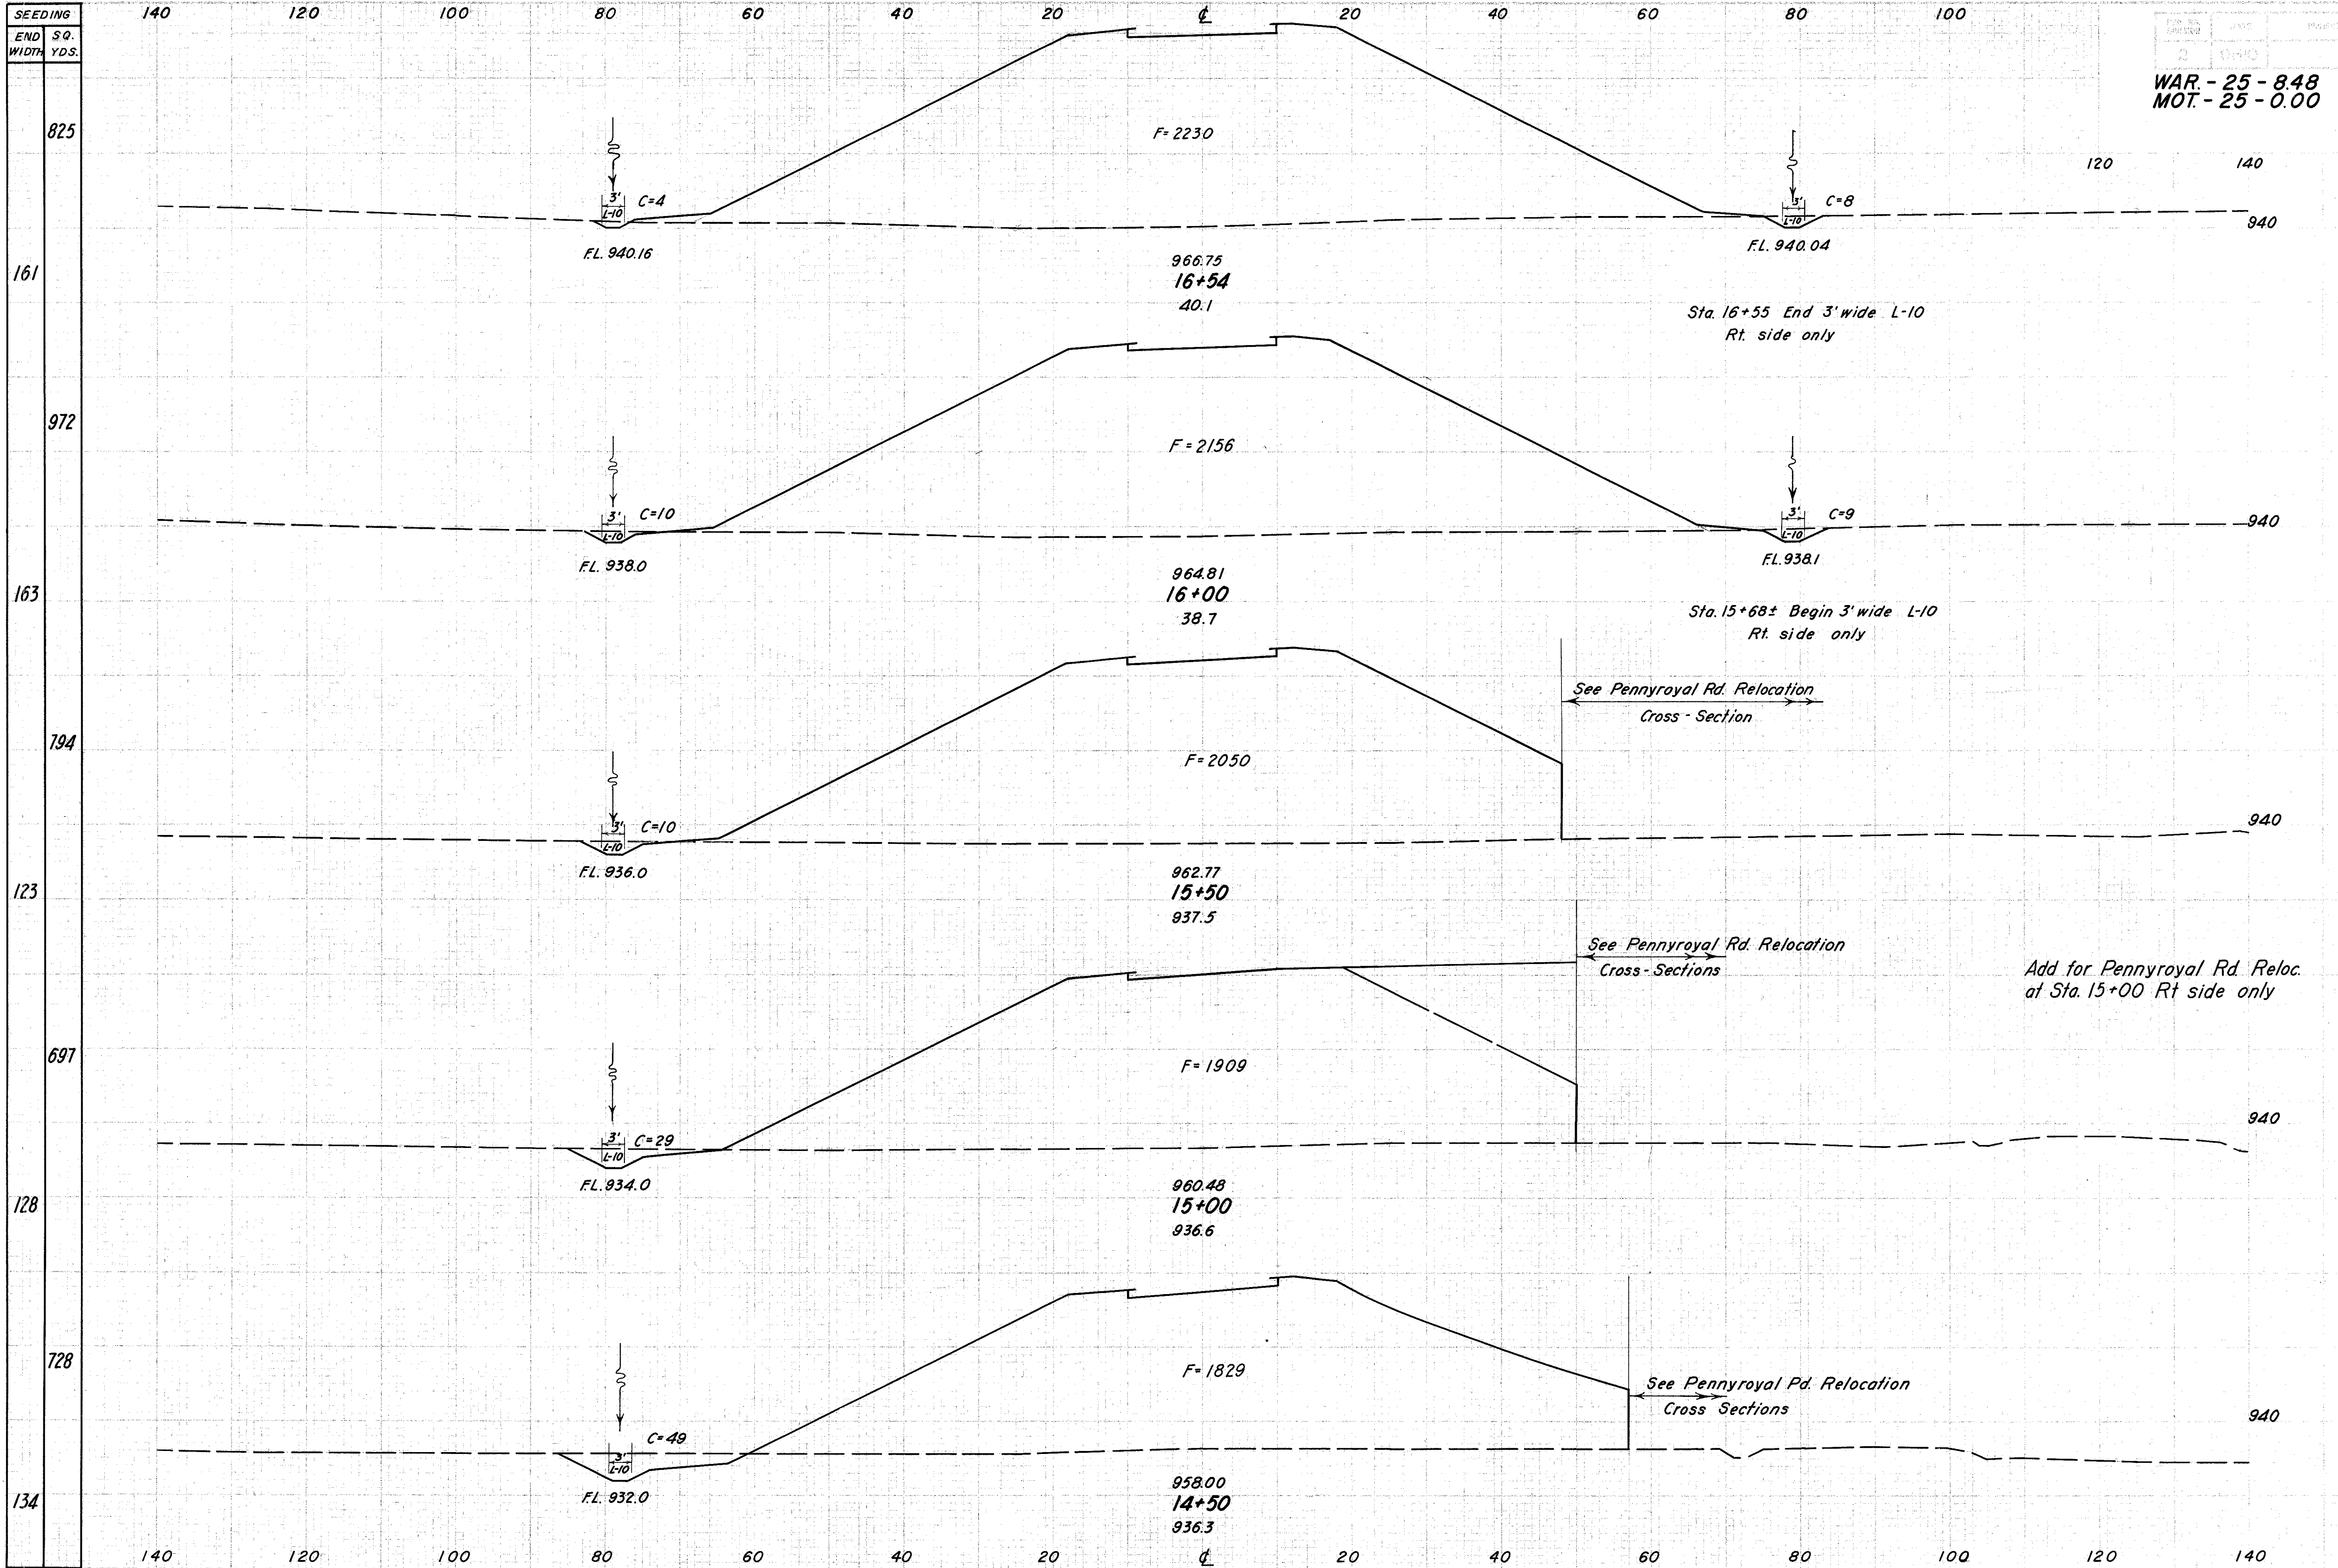 SEEDING
END WIDTH
SQ. YDS.
140 120 100 80 60 40 20 ℄ 20 40 60 80 100
WAR. - 25 - 8.48
MOT. - 25 - 0.00
120 140
825
F= 2230
3' C=4
L-10
F.L. 940.16
3' C=8
L-10
F.L. 940.04
940
161
966.75
16+54
40.1
Sta. 16+55 End 3' wide L-10
Rt. side only
972
F = 2156
3' C=10
L-10
F.L. 938.0
3' C=9
L-10
F.L. 938.1
940
163
964.81
16+00
38.7
Sta. 15+68± Begin 3' wide L-10
Rt. side only
See Pennyroyal Rd. Relocation
Cross - Section
794
F= 2050
3' C=10
L-10
F.L. 936.0
940
123
962.77
15+50
937.5
See Pennyroyal Rd. Relocation
Cross - Sections
Add for Pennyroyal Rd. Reloc.
at Sta. 15+00 Rt side only
697
F= 1909
3' C=29
L-10
F.L. 934.0
940
128
960.48
15+00
936.6
728
F= 1829
See Pennyroyal Pd. Relocation
Cross Sections
C=49
3'
L-10
F.L. 932.0
940
134
958.00
14+50
936.3
140 120 100 80 60 40 20 ℄ 20 40 60 80 100 120 140